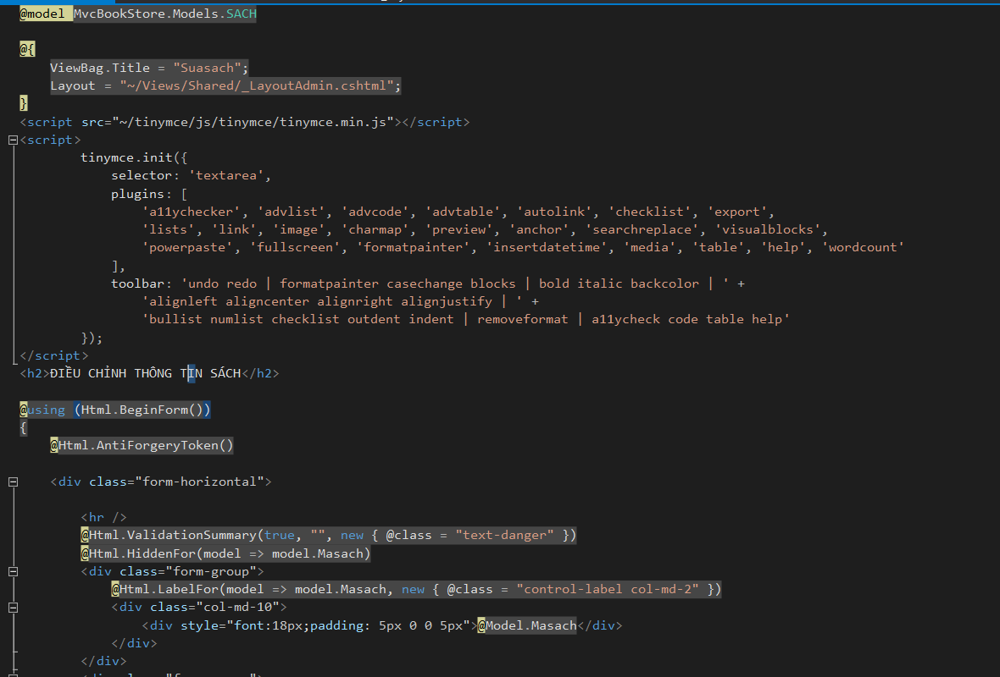 @model MvcBookStore.Models.SACH
@{
ViewBag.Title = "Suasach";
Layout = "~/Views/Shared/_LayoutAdmin.cshtml";
}
<script src="~/tinymce/js/tinymce/tinymce.min.js"></script>
<script>
tinymce.init({
selector: 'textarea',
plugins: [
'a11ychecker', 'advlist', 'advcode', 'advtable', 'autolink', 'checklist', 'export',
'lists', 'link', 'image', 'charmap', 'preview', 'anchor', 'searchreplace', 'visualblocks',
'powerpaste', 'fullscreen', 'formatpainter', 'insertdatetime', 'media', 'table', 'help', 'wordcount'
],
toolbar: 'undo redo | formatpainter casechange blocks | bold italic backcolor | ' +
'alignleft aligncenter alignright alignjustify | ' +
'bullist numlist checklist outdent indent | removeformat | a11ycheck code table help'
});
</script>
<h2>ĐIỀU CHỈNH THÔNG TIN SÁCH</h2>
@using (Html.BeginForm())
{
@Html.AntiForgeryToken()
<div class="form-horizontal">
<hr />
@Html.ValidationSummary(true, "", new { @class = "text-danger" })
@Html.HiddenFor(model => model.Masach)
<div class="form-group">
@Html.LabelFor(model => model.Masach, new { @class = "control-label col-md-2" })
<div class="col-md-10">
<div style="font:18px;padding: 5px 0 0 5px">@Model.Masach</div>
</div>
</div>